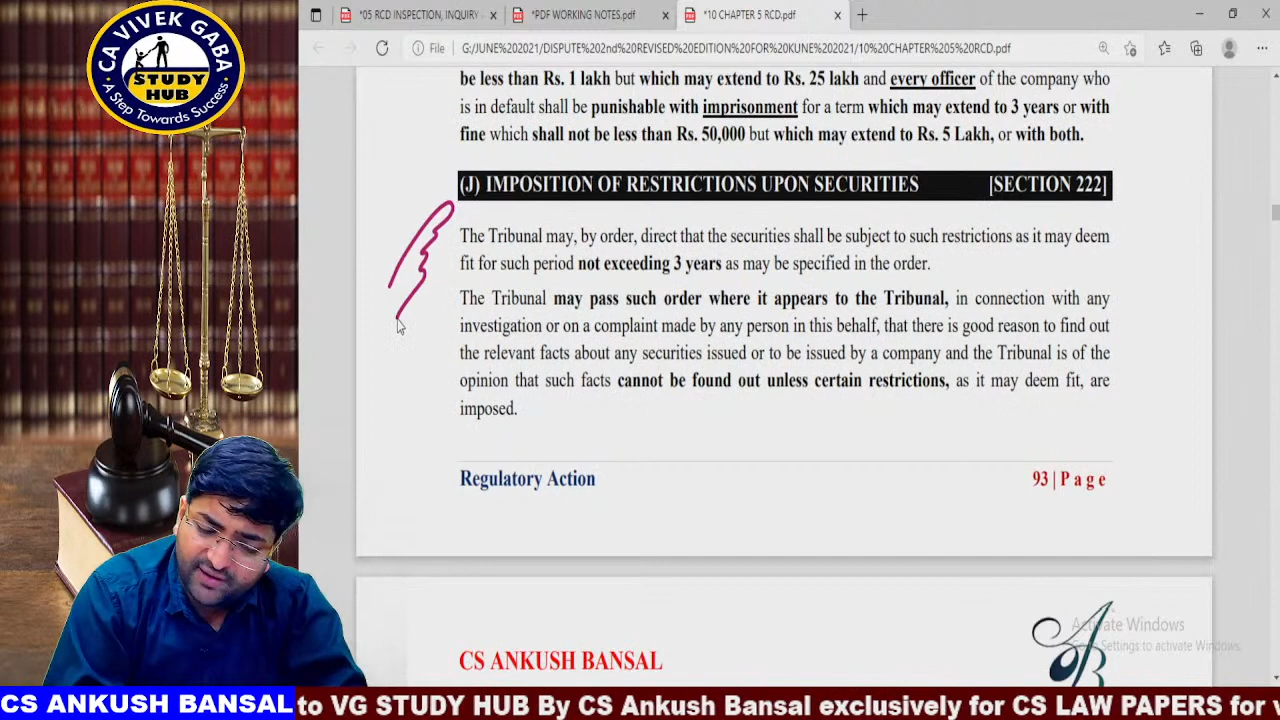 CA VIVEK GABA
STUDY
HUB
· A Step Towards Success ·
*05 RCD INSPECTION, INQUIRY
*PDF WORKING NOTES.pdf
*10 CHAPTER 5 RCD.pdf
File
G:/JUNE%202021/DISPUTE%202nd%20REVISED%20EDITION%20FOR%20KUNDAN%201/10%20CHAPTER%205%20RCD.pdf
be less than Rs. 1 lakh but which may extend to Rs. 25 lakh and every officer of the company who
is in default shall be punishable with imprisonment for a term which may extend to 3 years or with
fine which shall not be less than Rs. 50,000 but which may extend to Rs. 5 Lakh, or with both.
(J) IMPOSITION OF RESTRICTIONS UPON SECURITIES [SECTION 222]
The Tribunal may, by order, direct that the securities shall be subject to such restrictions as it may deem
fit for such period not exceeding 3 years as may be specified in the order.
The Tribunal may pass such order where it appears to the Tribunal, in connection with any
investigation or on a complaint made by any person in this behalf, that there is good reason to find out
the relevant facts about any securities issued or to be issued by a company and the Tribunal is of the
opinion that such facts cannot be found out unless certain restrictions, as it may deem fit, are
imposed.
Regulatory Action 93 | P a g e
CS ANKUSH BANSAL
Activate Windows
Settings to activate Windows.
CS ANKUSH BANSAL to VG STUDY HUB By CS Ankush Bansal exclusively for CS LAW PAPERS for